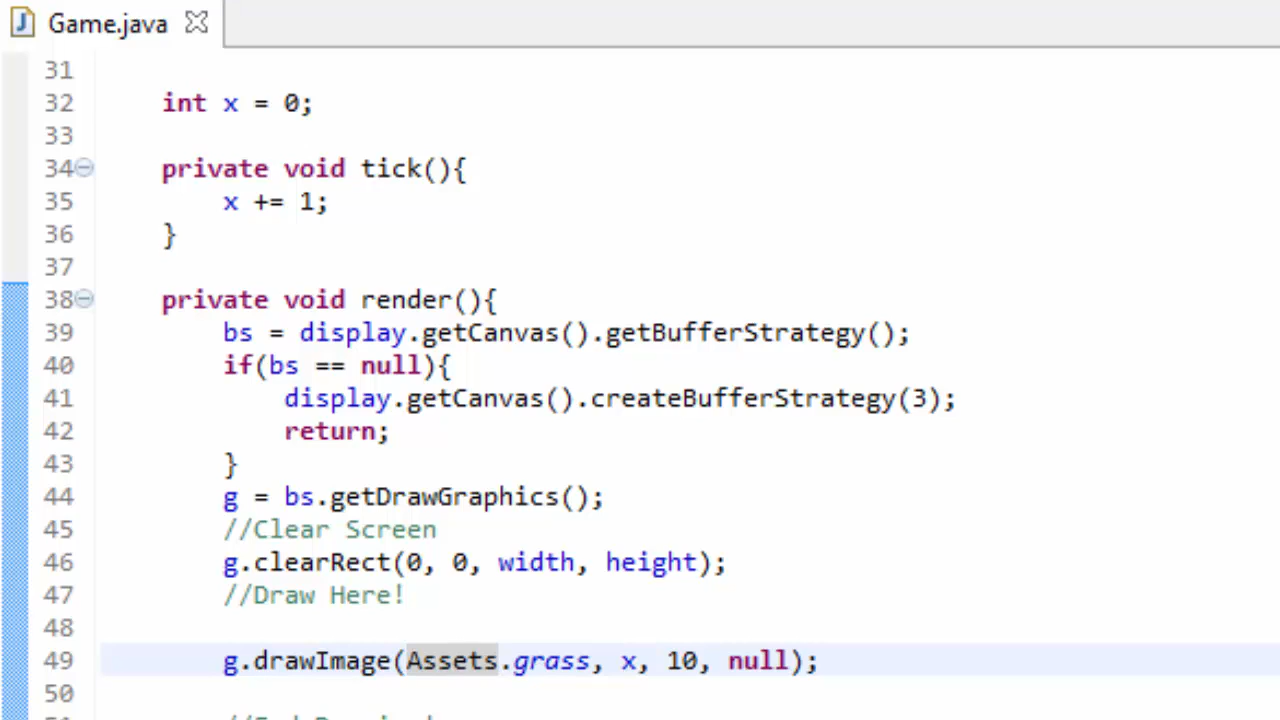 Game.java
31
32 int x = 0;
33
34 private void tick(){
35 x += 1;
36 }
37
38 private void render(){
39 bs = display.getCanvas().getBufferStrategy();
40 if(bs == null){
41 display.getCanvas().createBufferStrategy(3);
42 return;
43 }
44 g = bs.getDrawGraphics();
45 //Clear Screen
46 g.clearRect(0, 0, width, height);
47 //Draw Here!
48
49 g.drawImage(Assets.grass, x, 10, null);
50